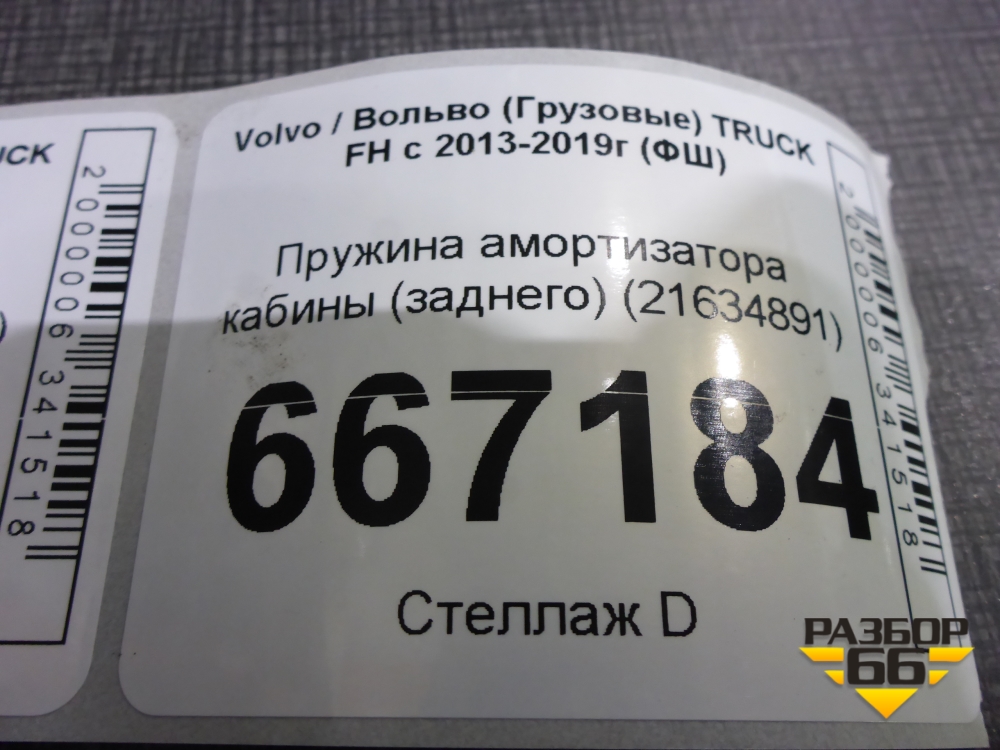 UCK
2000006341518
)
Volvo / Вольво (Грузовые) TRUCK
FH с 2013-2019г (ФШ)
Пружина амортизатора
кабины (заднего) (21634891)
667184
Стеллаж D
2000006341518
РАЗБОР
66